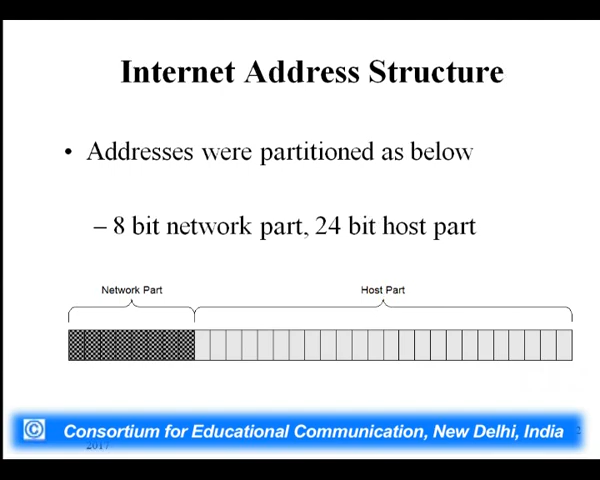 Internet Address Structure
• Addresses were partitioned as below
– 8 bit network part, 24 bit host part
Network Part
Host Part
© Consortium for Educational Communication, New Delhi, India
2017